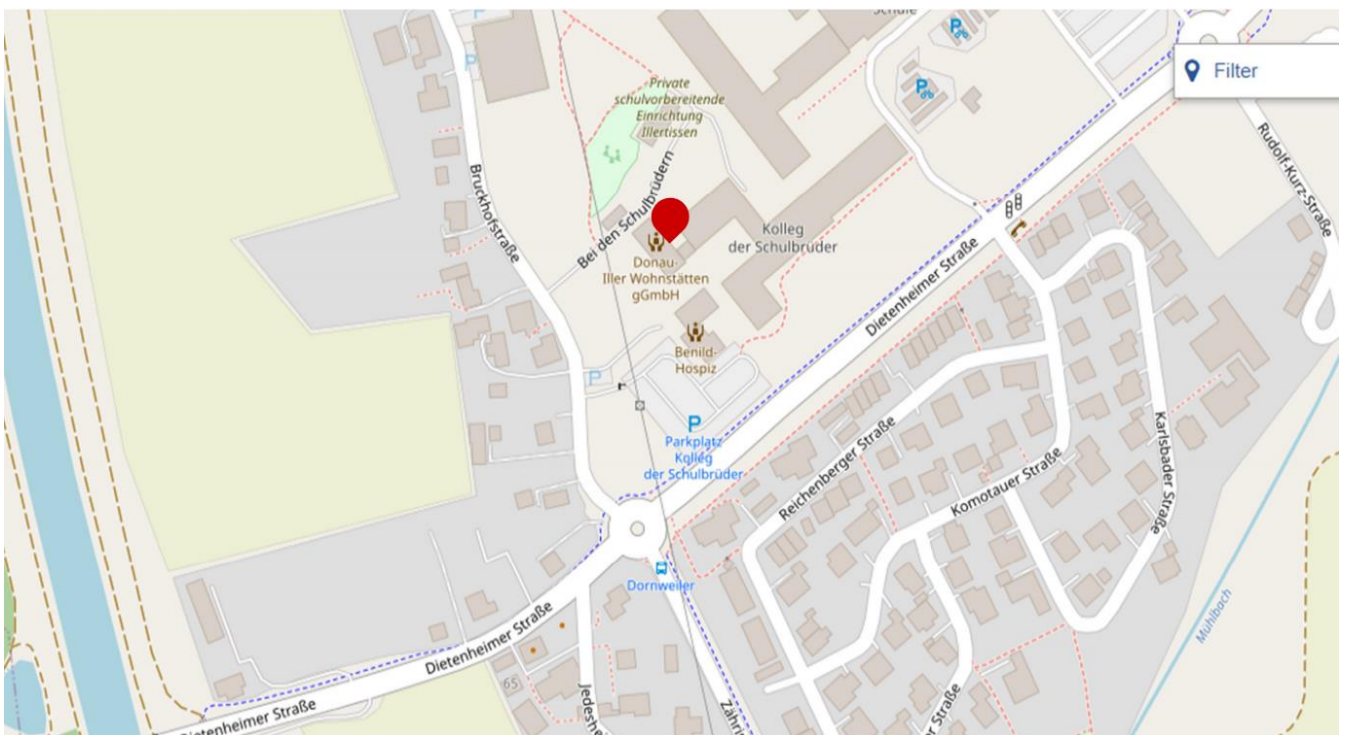 P
Schule
P
Filter
P
Private
schulvorbereitende
Einrichtung
Illertissen
P
Rudolf-Kurz-Straße
Bruckhofstraße
Bei den Schulbrüdern
Kolleg
der Schulbrüder
Donau-
Iller Wohnstätten
gGmbH
Dietenheimer Straße
Benild-
Hospiz
P
P
Parkplatz
Kolleg
der Schulbrüder
Reichenberger Straße
Komotauer Straße
Karlsbader Straße
Dornweiler
Mühlbach
Dietenheimer Straße
65
Dietenheimer Straße